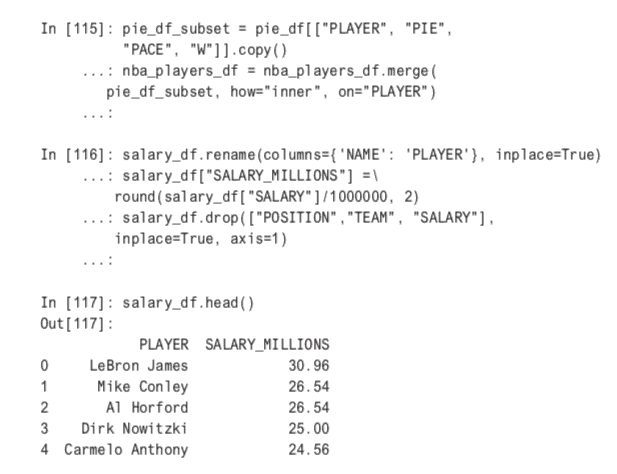 In [115]: pie_df_subset = pie_df[["PLAYER", "PIE",
"PACE", "W"]].copy()
...: nba_players_df = nba_players_df.merge(
pie_df_subset, how="inner", on="PLAYER")
...:
In [116]: salary_df.rename(columns={'NAME': 'PLAYER'}, inplace=True)
...: salary_df["SALARY_MILLIONS"] =\
round(salary_df["SALARY"]/1000000, 2)
...: salary_df.drop(["POSITION","TEAM", "SALARY"],
inplace=True, axis=1)
...:
In [117]: salary_df.head()
Out[117]:
PLAYER SALARY_MILLIONS
0 LeBron James 30.96
1 Mike Conley 26.54
2 Al Horford 26.54
3 Dirk Nowitzki 25.00
4 Carmelo Anthony 24.56